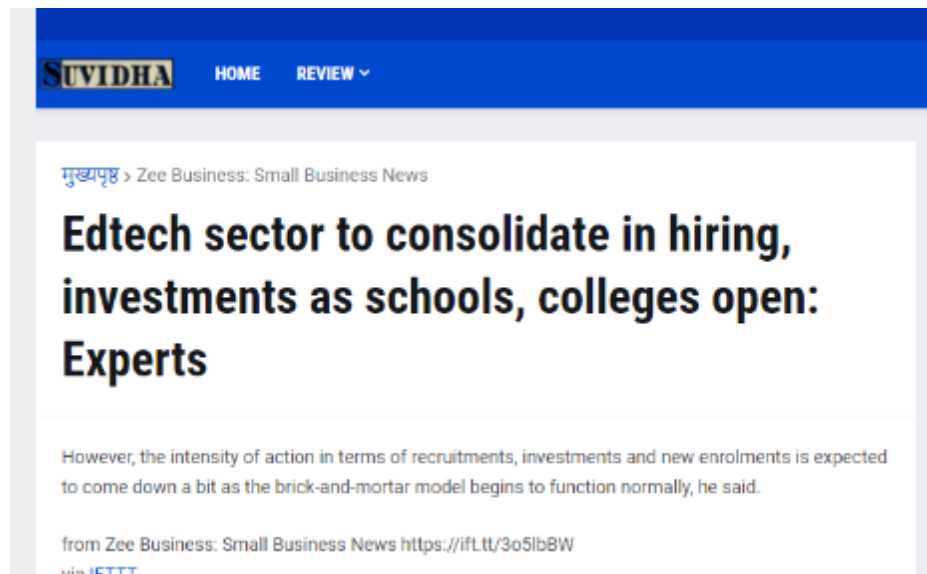 SUVIDHA HOME REVIEW
मुख्यपृष्ठ > Zee Business: Small Business News
Edtech sector to consolidate in hiring,
investments as schools, colleges open:
Experts
However, the intensity of action in terms of recruitments, investments and new enrolments is expected
to come down a bit as the brick-and-mortar model begins to function normally, he said.
from Zee Business: Small Business News https://ift.tt/3o5lbBW
via IFTTT